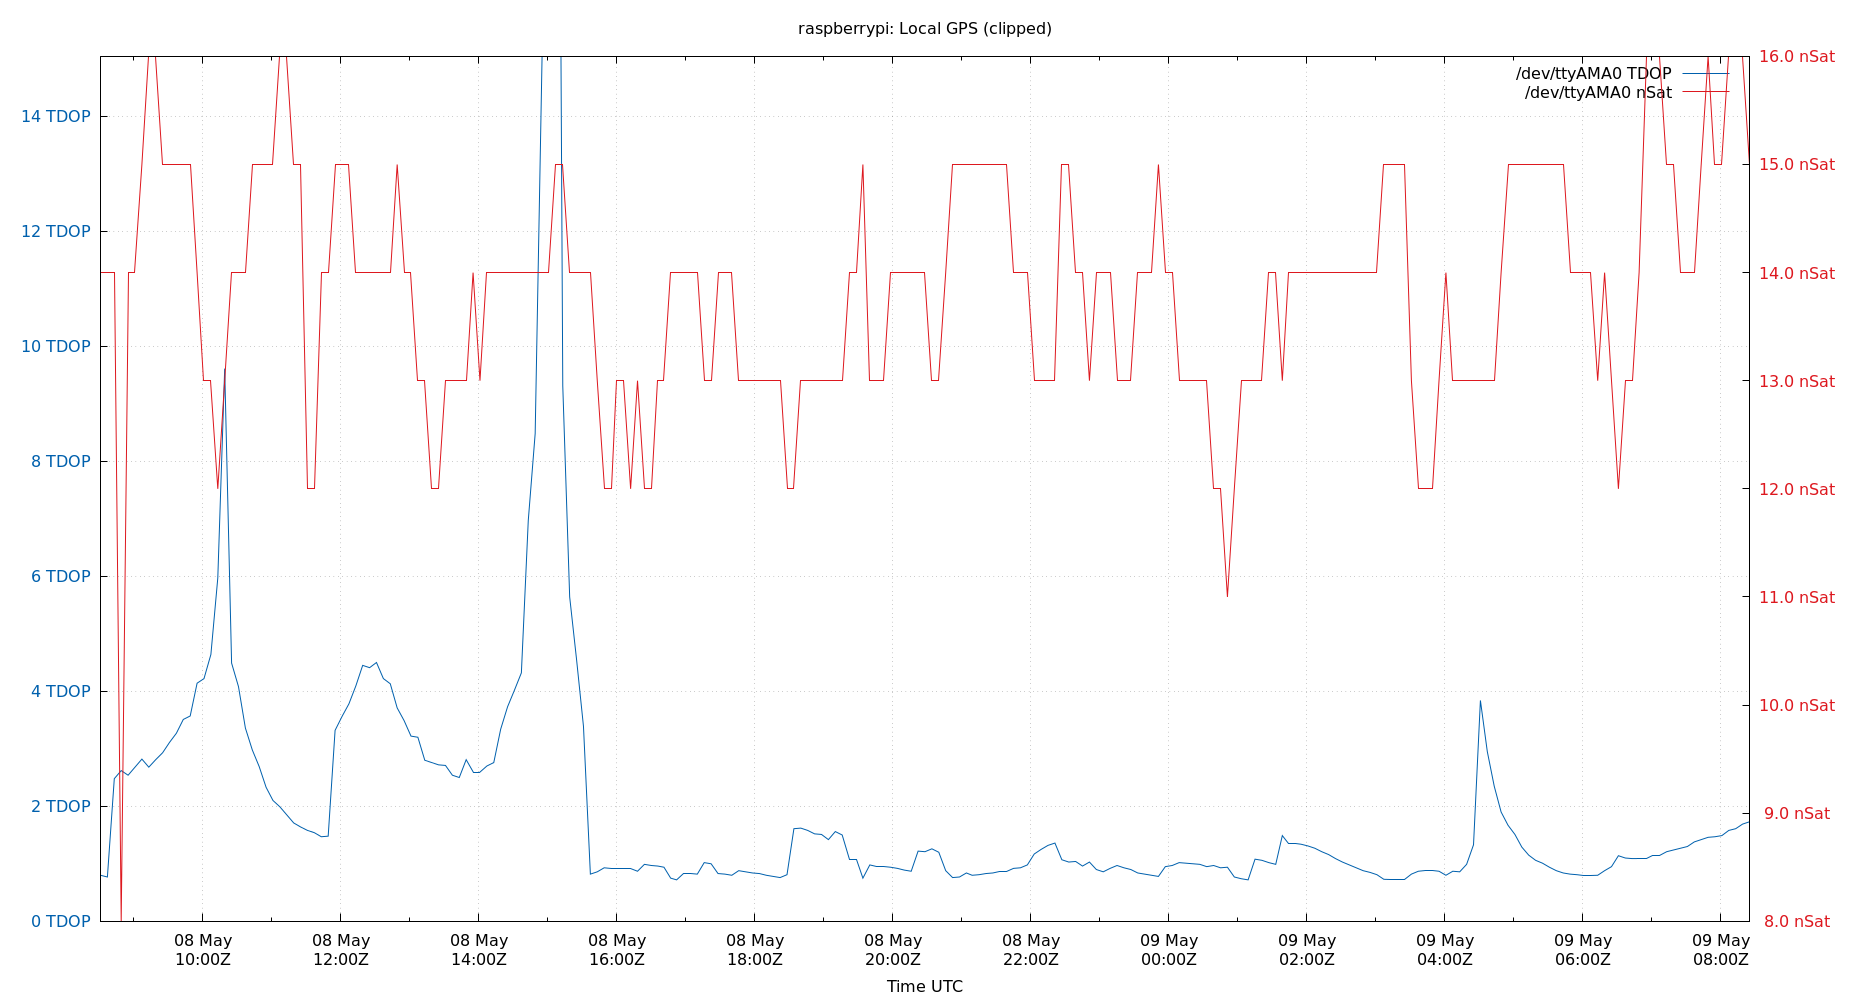 raspberrypi: Local GPS (clipped)
/dev/ttyAMA0 TDOP
/dev/ttyAMA0 nSat
14 TDOP
12 TDOP
10 TDOP
8 TDOP
6 TDOP
4 TDOP
2 TDOP
0 TDOP
16.0 nSat
15.0 nSat
14.0 nSat
13.0 nSat
12.0 nSat
11.0 nSat
10.0 nSat
9.0 nSat
8.0 nSat
08 May
10:00Z
08 May
12:00Z
08 May
14:00Z
08 May
16:00Z
08 May
18:00Z
08 May
20:00Z
08 May
22:00Z
09 May
00:00Z
09 May
02:00Z
09 May
04:00Z
09 May
06:00Z
09 May
08:00Z
Time UTC